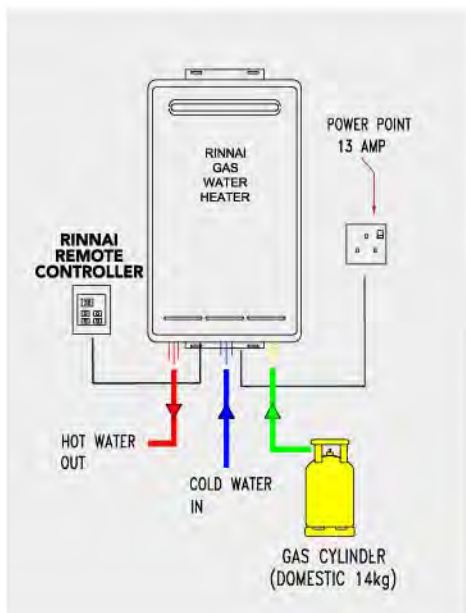 RINNAI
GAS
WATER
HEATER
POWER POINT
13 AMP
RINNAI
REMOTE
CONTROLLER
HOT WATER
OUT
COLD WATER
IN
GAS CYLINDER
(DOMESTIC 14kg)